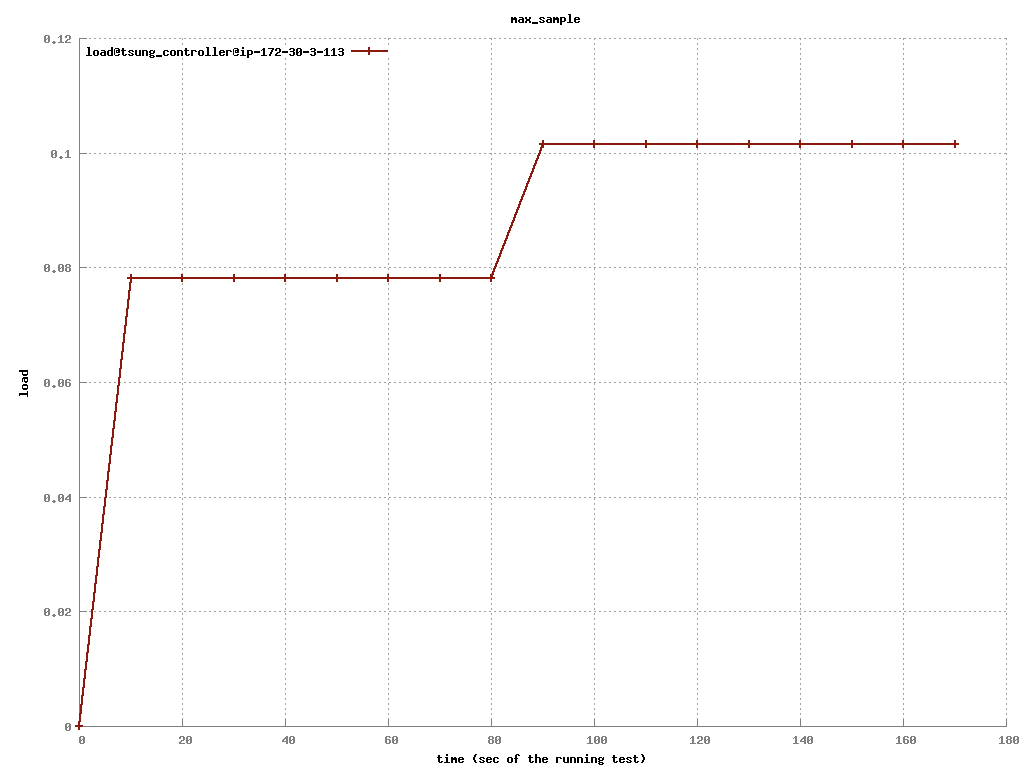 max_sample
0.12
load@tsung_controller@ip-172-30-3-113
0.1
0.08
0.06
load
0.04
0.02
0
0 20 40 60 80 100 120 140 160 180
time (sec of the running test)